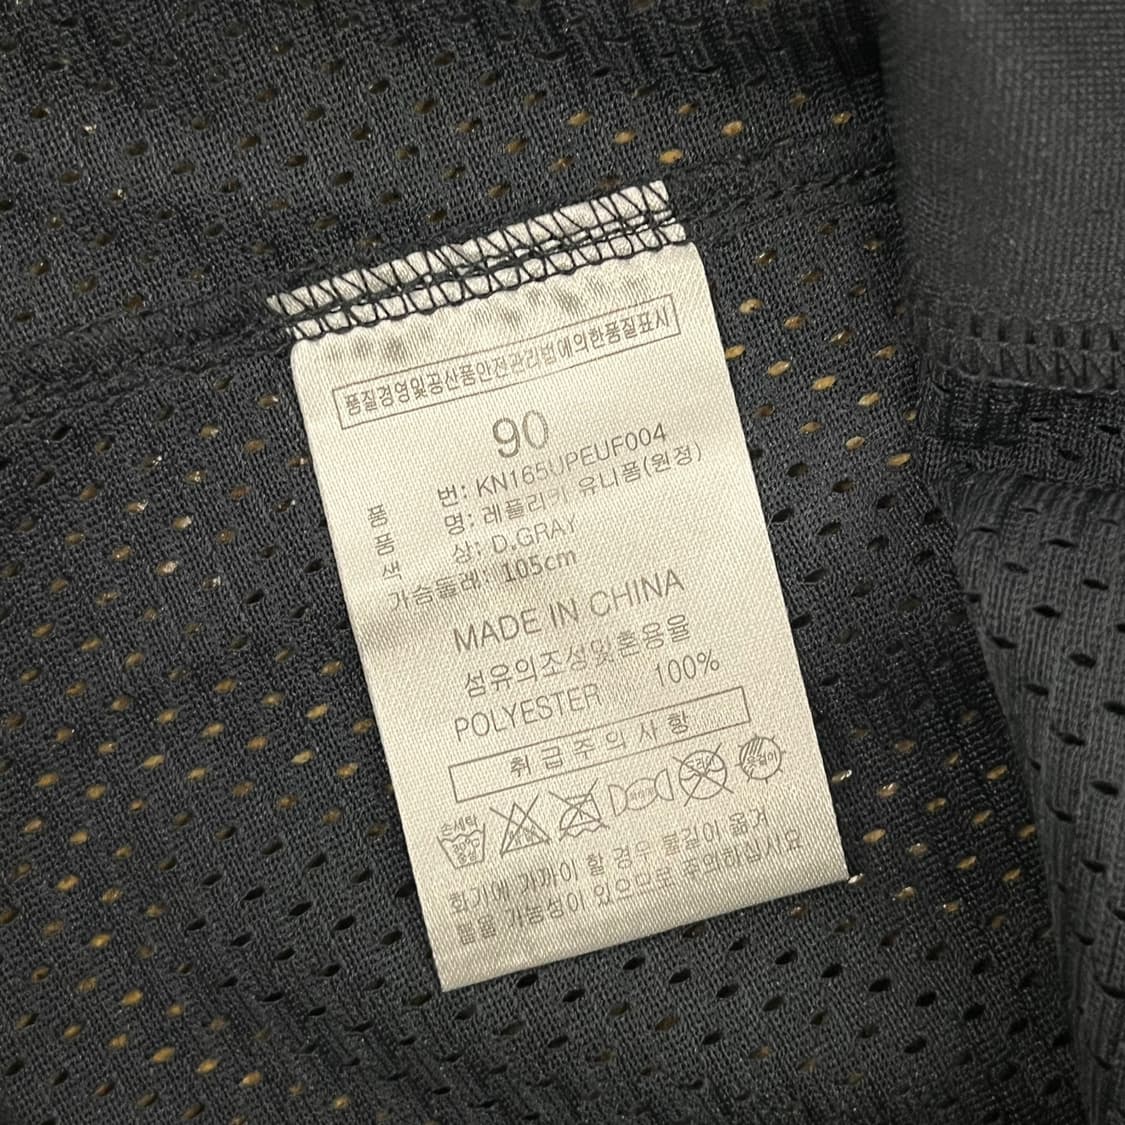 품질경영및공산품안전관리법에의한품질표시
90
품 번: KN165UPEUF004
품 명: 레플리카 유니폼(원정)
색 상: D.GRAY
가슴둘레: 105cm
MADE IN CHINA
섬유의조성및혼용율
POLYESTER 100%
취급주의사항
손세탁
화기에 가까이 할 경우 불길이 옮겨
붙을 가능성이 있으므로 주의하십시요